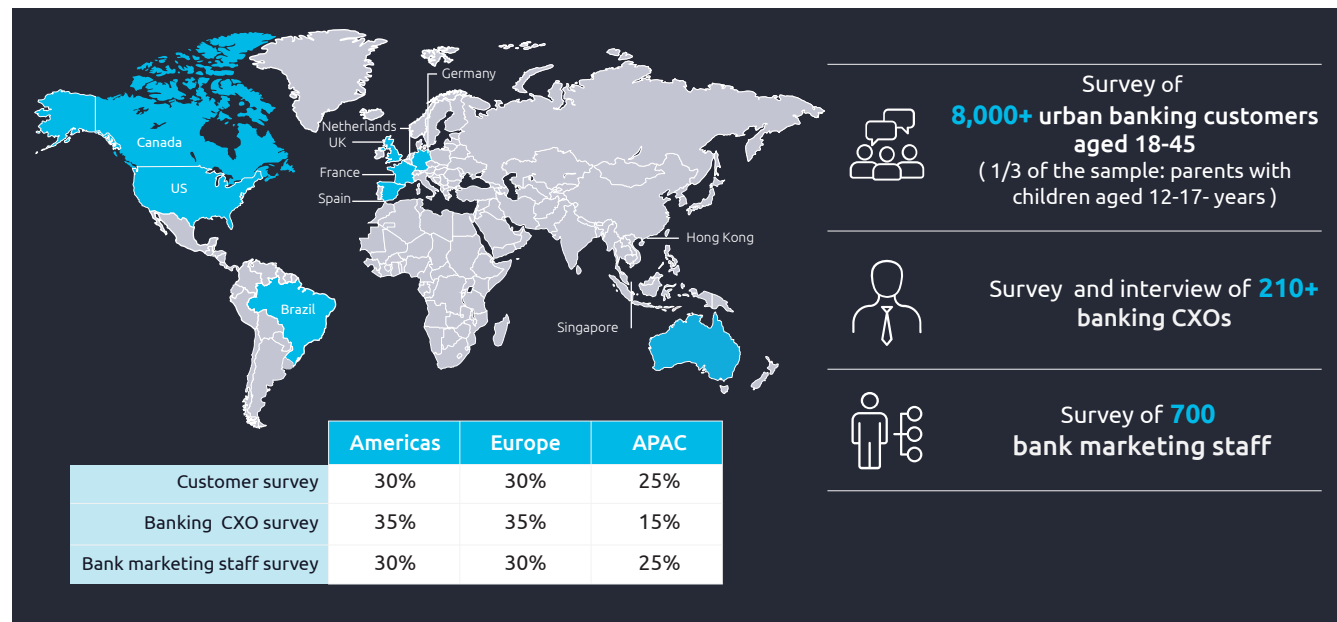 Germany
Netherlands
UK
Canada
France
US
Spain
Hong Kong
Brazil
Singapore
Survey of
8,000+ urban banking customers
aged 18-45
( 1/3 of the sample: parents with
children aged 12-17- years )
Survey and interview of 210+
banking CXOs
Survey of 700
bank marketing staff
Americas Europe APAC
Customer survey 30% 30% 25%
Banking CXO survey 35% 35% 15%
Bank marketing staff survey 30% 30% 25%